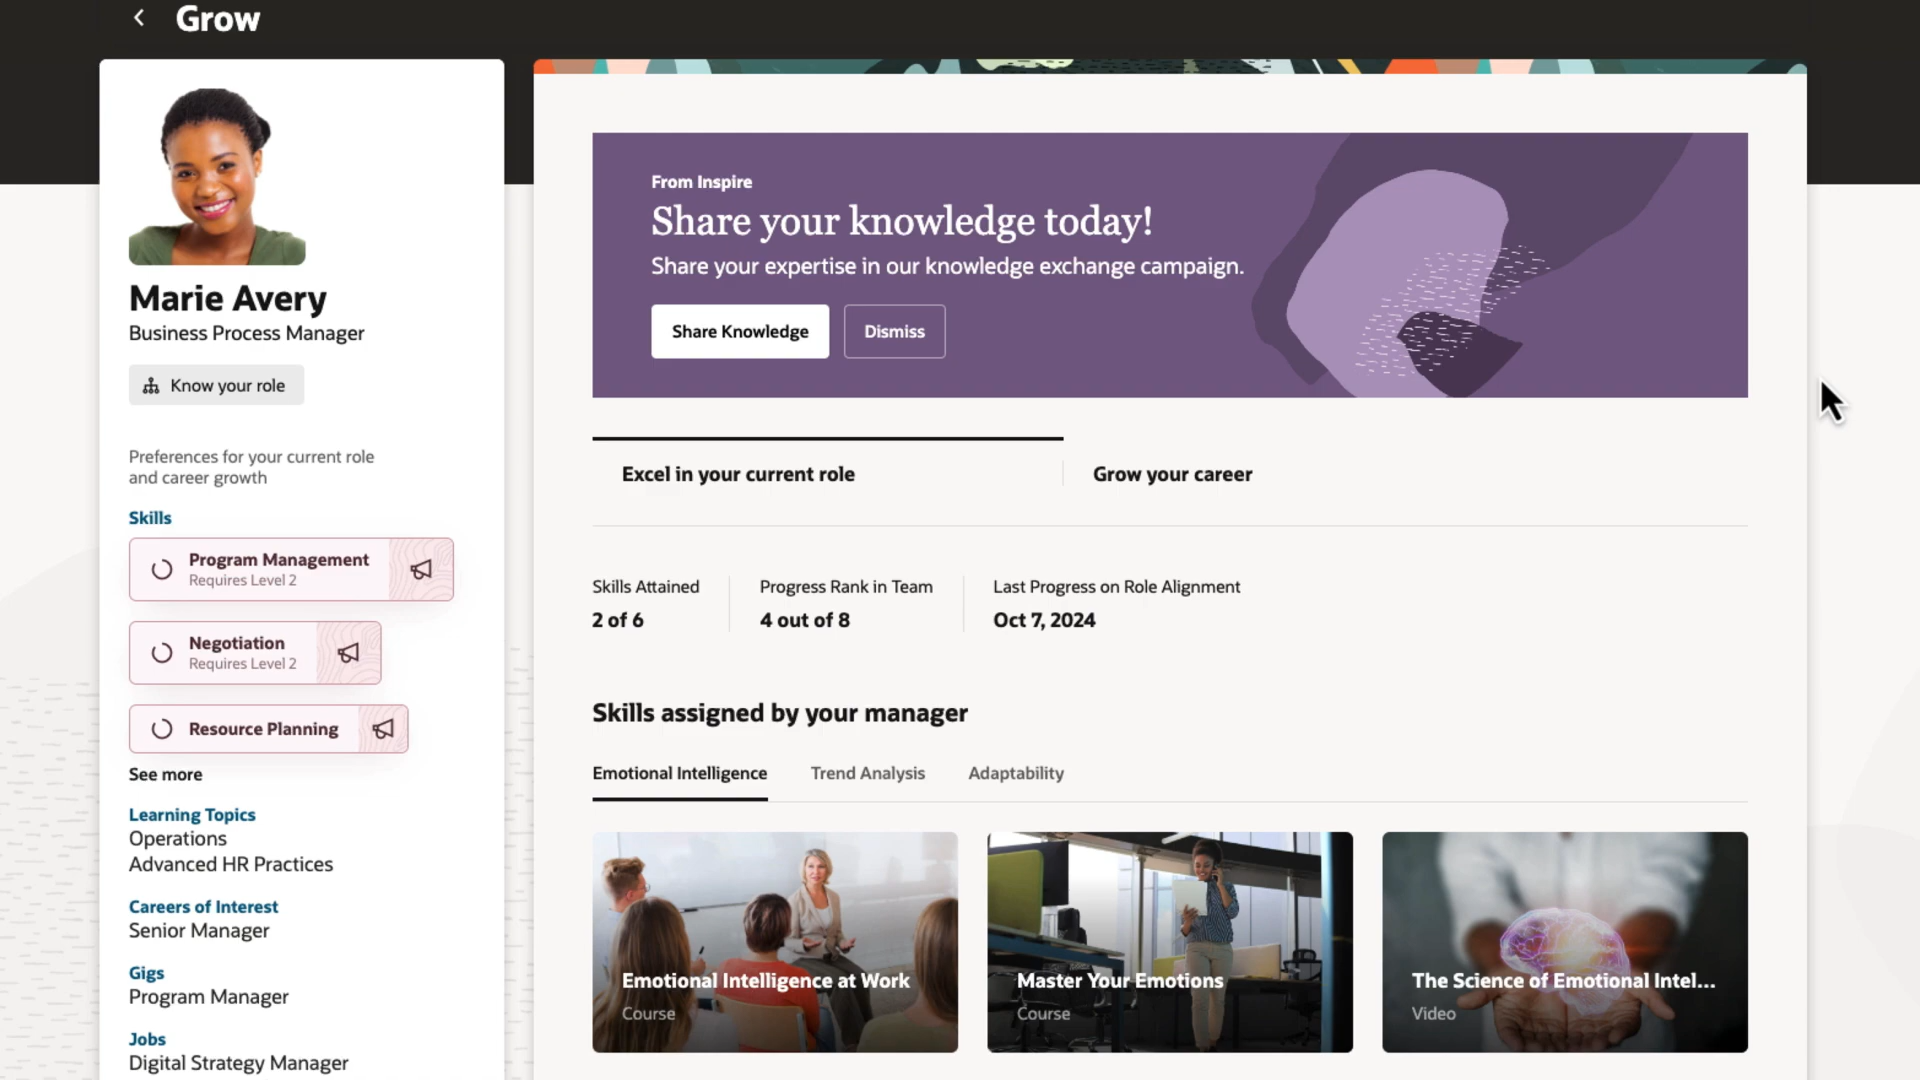 Grow
Marie Avery
Business Process Manager
Know your role
Preferences for your current role
and career growth
Skills
Program Management
Requires Level 2
Negotiation
Requires Level 2
Resource Planning
See more
Learning Topics
Operations
Advanced HR Practices
Careers of Interest
Senior Manager
Gigs
Program Manager
Jobs
Digital Strategy Manager
From Inspire
Share your knowledge today!
Share your expertise in our knowledge exchange campaign.
Share Knowledge
Dismiss
Excel in your current role
Grow your career
Skills Attained
2 of 6
Progress Rank in Team
4 out of 8
Last Progress on Role Alignment
Oct 7, 2024
Skills assigned by your manager
Emotional Intelligence
Trend Analysis
Adaptability
Emotional Intelligence at Work
Course
Master Your Emotions
Course
The Science of Emotional Intel...
Video